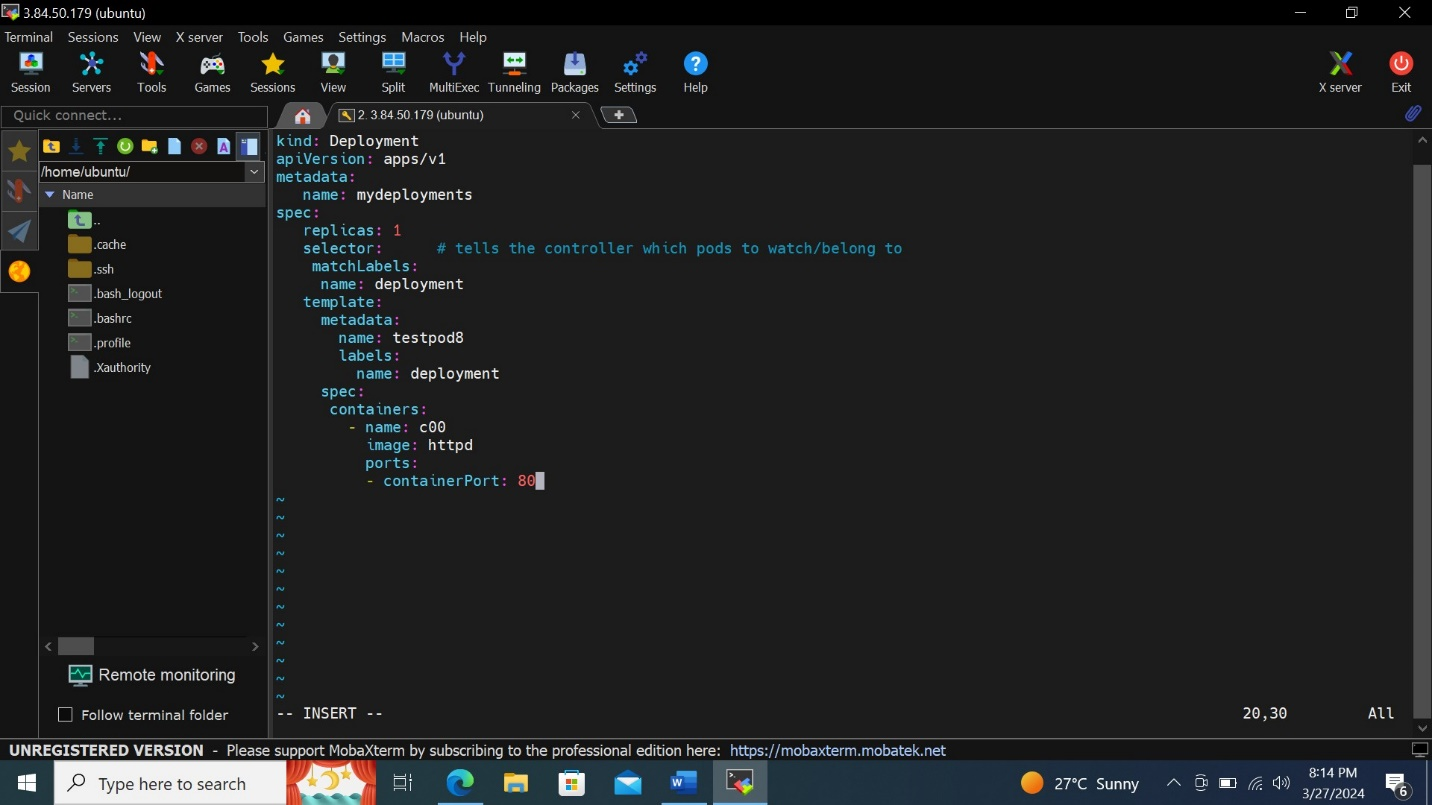 3.84.50.179 (ubuntu)
Terminal Sessions View X server Tools Games Settings Macros Help
Session Servers Tools Games Sessions View Split MultiExec Tunneling Packages Settings Help X server Exit
Quick connect...
2. 3.84.50.179 (ubuntu)
/home/ubuntu/
Name
..
.cache
.ssh
.bash_logout
.bashrc
.profile
.Xauthority
Remote monitoring
Follow terminal folder
kind: Deployment
apiVersion: apps/v1
metadata:
   name: mydeployments
spec:
   replicas: 1
   selector:      # tells the controller which pods to watch/belong to
    matchLabels:
     name: deployment
   template:
     metadata:
       name: testpod8
       labels:
         name: deployment
     spec:
      containers:
        - name: c00
          image: httpd
          ports:
          - containerPort: 80
~
~
~
~
~
~
~
~
~
~
~
~
-- INSERT -- 20,30 All
UNREGISTERED VERSION - Please support MobaXterm by subscribing to the professional edition here: https://mobaxterm.mobatek.net
Type here to search
27°C Sunny
8:14 PM
3/27/2024
6